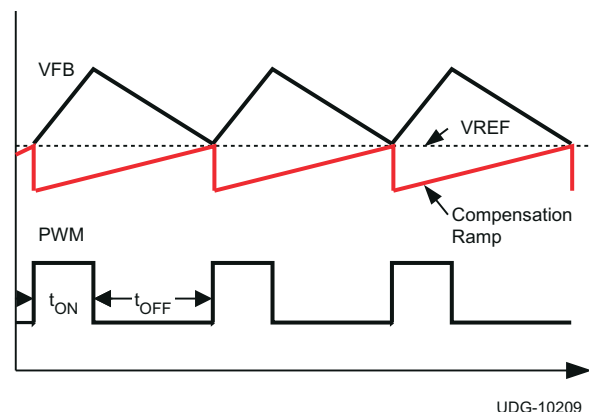 VFB
VREF
Compensation
Ramp
PWM
tON
tOFF
UDG-10209